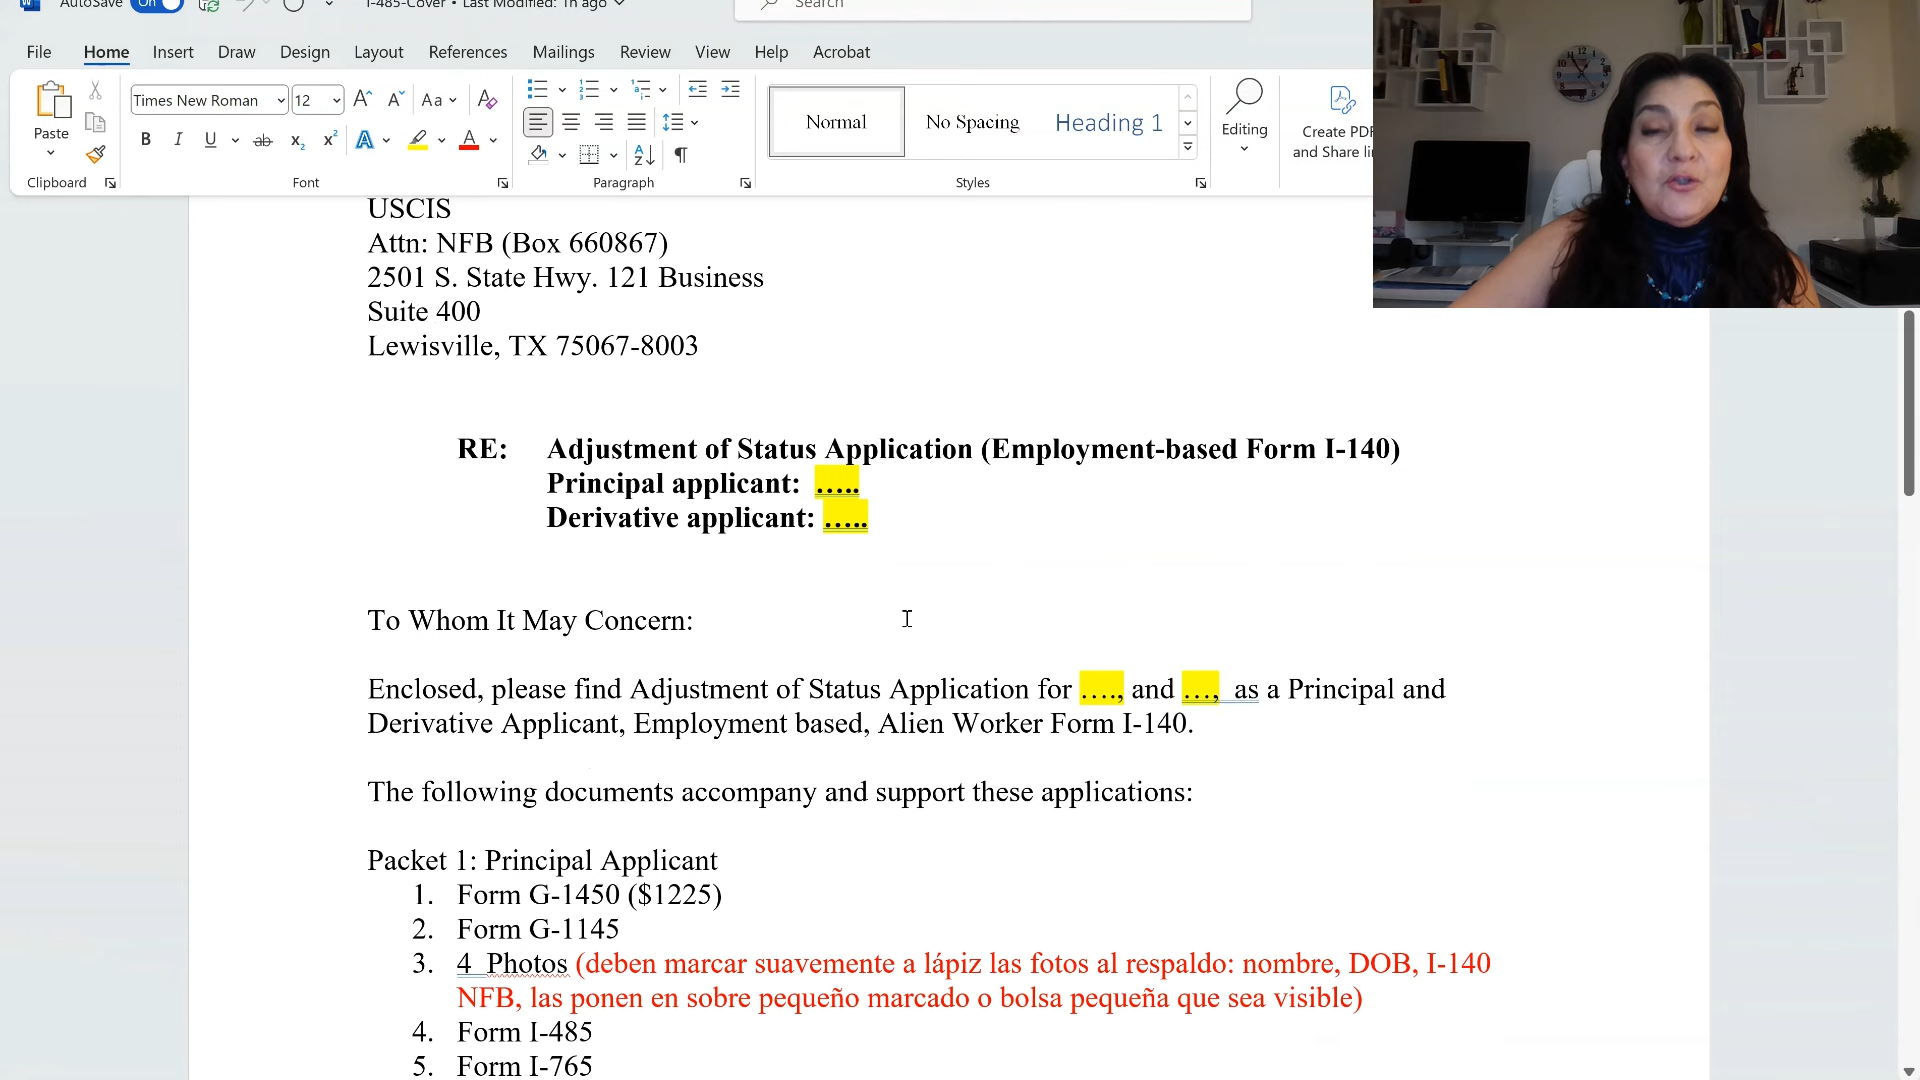 AutoSave On I-485-Cover • Last Modified: 1h ago Search
File Home Insert Draw Design Layout References Mailings Review View Help Acrobat
Paste
Times New Roman 12
Normal No Spacing Heading 1
Editing
Create PDF
and Share li
Clipboard Font Paragraph Styles
USCIS
Attn: NFB (Box 660867)
2501 S. State Hwy. 121 Business
Suite 400
Lewisville, TX 75067-8003
RE: Adjustment of Status Application (Employment-based Form I-140)
Principal applicant: …..
Derivative applicant: …..
To Whom It May Concern:
Enclosed, please find Adjustment of Status Application for …., and …, as a Principal and
Derivative Applicant, Employment based, Alien Worker Form I-140.
The following documents accompany and support these applications:
Packet 1: Principal Applicant
1. Form G-1450 ($1225)
2. Form G-1145
3. 4 Photos (deben marcar suavemente a lápiz las fotos al respaldo: nombre, DOB, I-140
NFB, las ponen en sobre pequeño marcado o bolsa pequeña que sea visible)
4. Form I-485
5. Form I-765